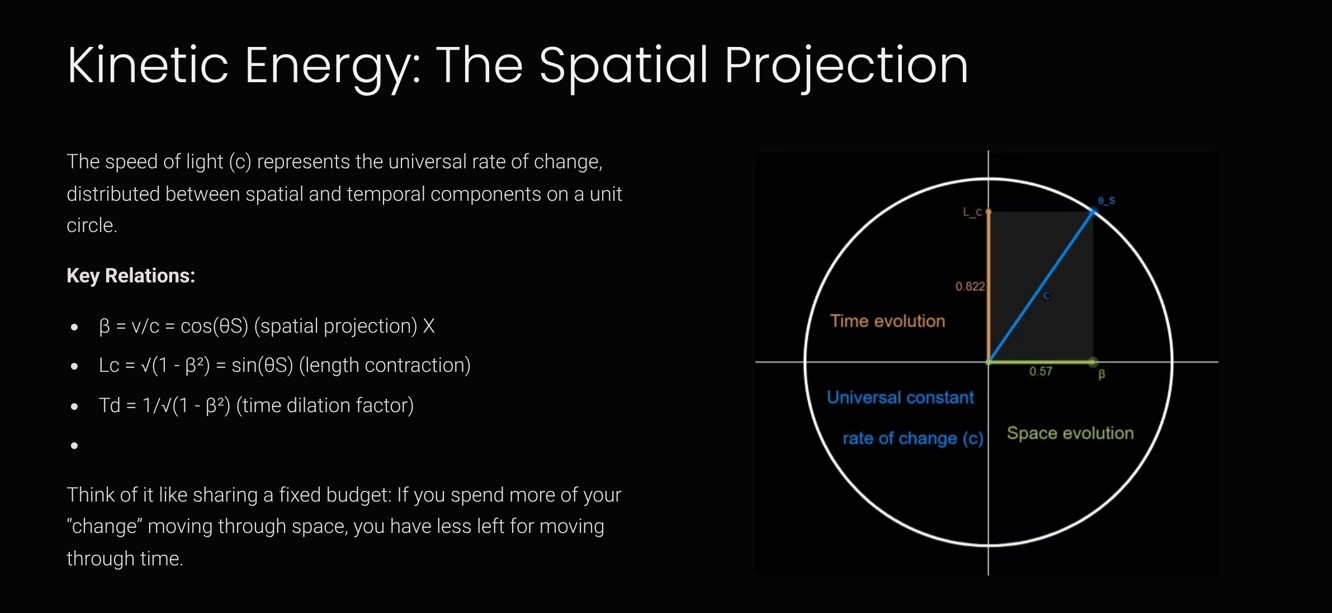 Kinetic Energy: The Spatial Projection
The speed of light (c) represents the universal rate of change,
distributed between spatial and temporal components on a unit
circle.
Key Relations:
• β = v/c = cos(θS) (spatial projection) X
• Lc = √(1 - β²) = sin(θS) (length contraction)
• Td = 1/√(1 - β²) (time dilation factor)
•
Think of it like sharing a fixed budget: If you spend more of your
“change” moving through space, you have less left for moving
through time.
θ_S
L_c
0.822
c
Time evolution
0.57
β
Universal constant
rate of change (c)
Space evolution